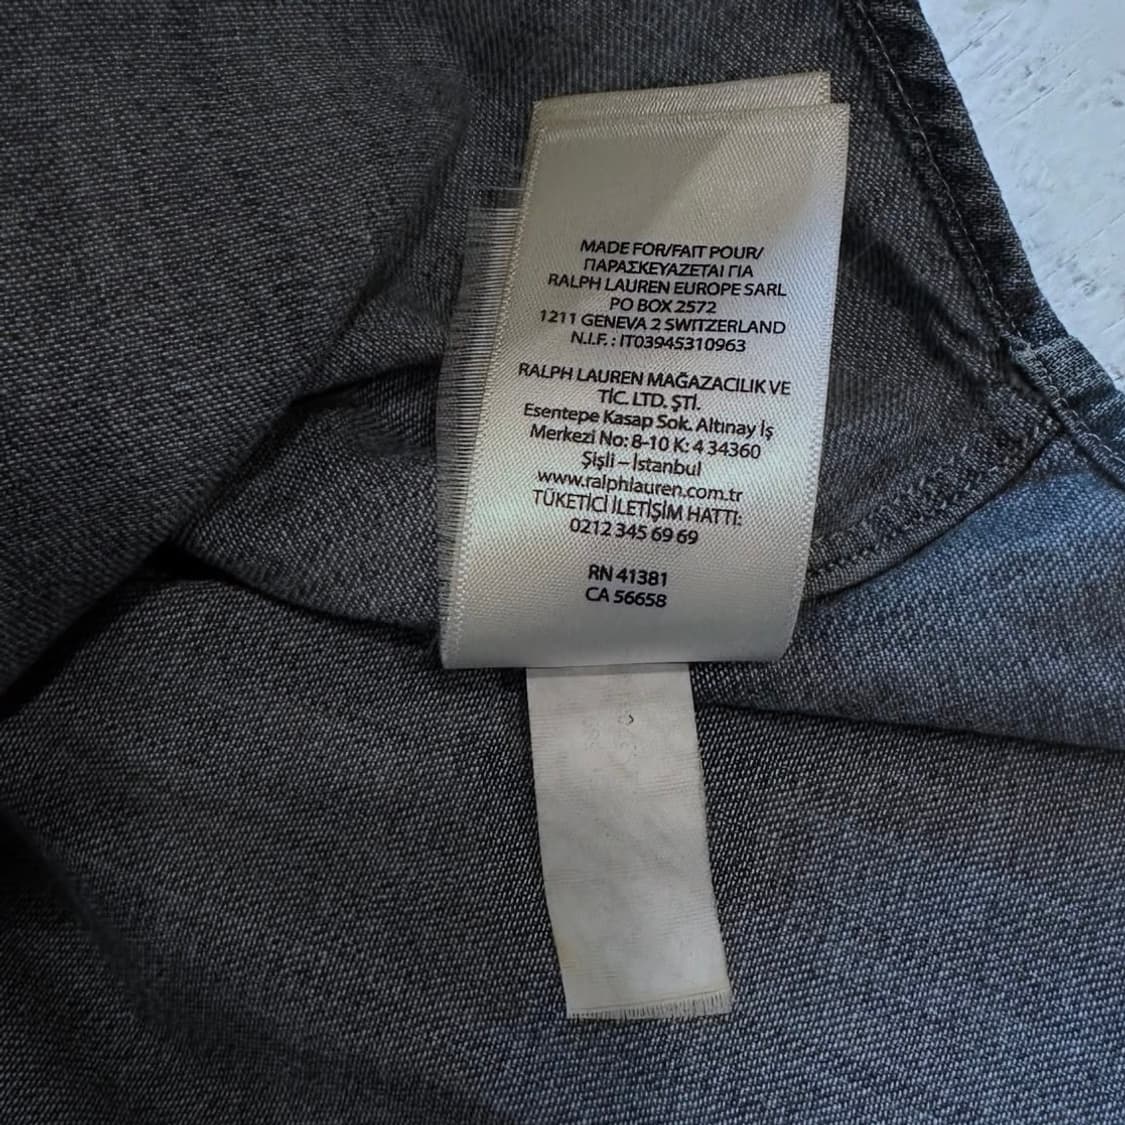 MADE FOR/FAIT POUR/
ΠΑΡΑΣΚΕΥΑΖΕΤΑΙ ΓΙΑ
RALPH LAUREN EUROPE SARL
PO BOX 2572
1211 GENEVA 2 SWITZERLAND
N.I.F. : IT03945310963
RALPH LAUREN MAĞAZACILIK VE
TİC. LTD. ŞTİ.
Esentepe Kasap Sok. Altınay İş
Merkezi No: 8-10 K: 4 34360
Şişli – İstanbul
www.ralphlauren.com.tr
TÜKETİCİ İLETİŞİM HATTI:
0212 345 69 69
RN 41381
CA 56658